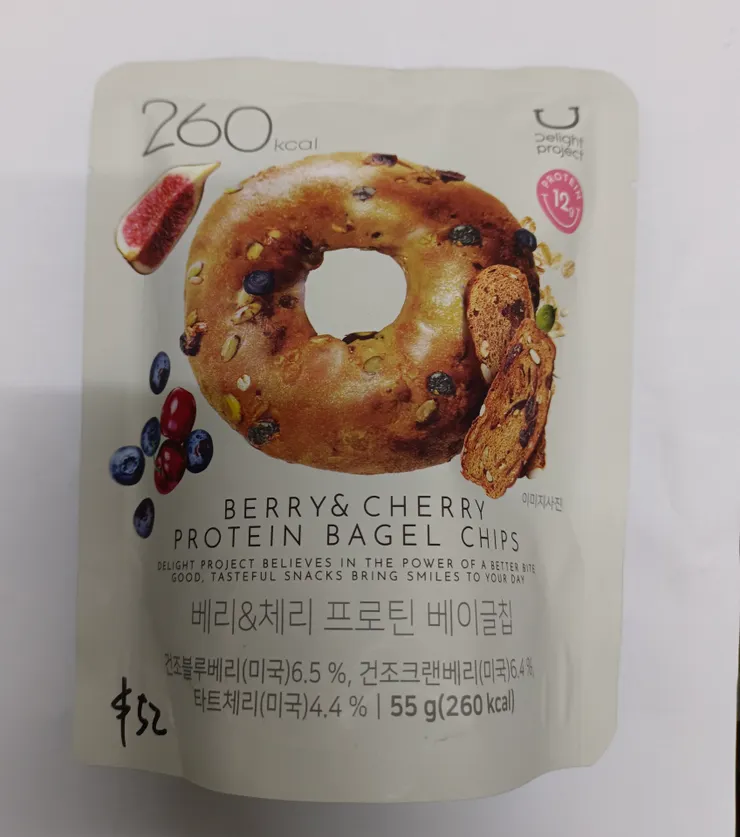 260 kcal
Delight
project
PROTEIN
12g
이미지사진
BERRY & CHERRY
PROTEIN BAGEL CHIPS
DELIGHT PROJECT BELIEVES IN THE POWER OF A BETTER BITE
GOOD, TASTEFUL SNACKS BRING SMILES TO YOUR DAY
베리&체리 프로틴 베이글칩
건조블루베리(미국)6.5 %, 건조크랜베리(미국)6.4 %,
타트체리(미국)4.4 % | 55 g(260 kcal)